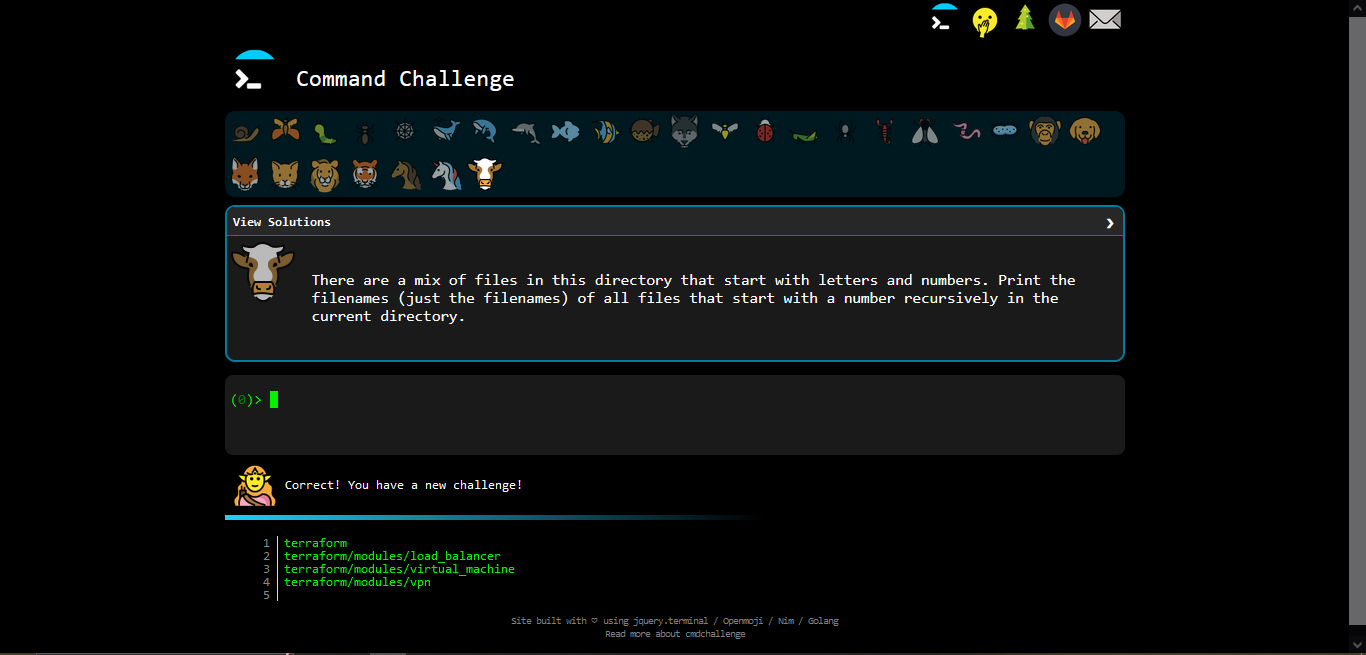 Command Challenge
View Solutions
There are a mix of files in this directory that start with letters and numbers. Print the
filenames (just the filenames) of all files that start with a number recursively in the
current directory.
(0)>
Correct! You have a new challenge!
1 terraform
2 terraform/modules/load_balancer
3 terraform/modules/virtual_machine
4 terraform/modules/vpn
5
Site built with ♡ using jquery.terminal / Openmoji / Nim / Golang
Read more about cmdchallenge